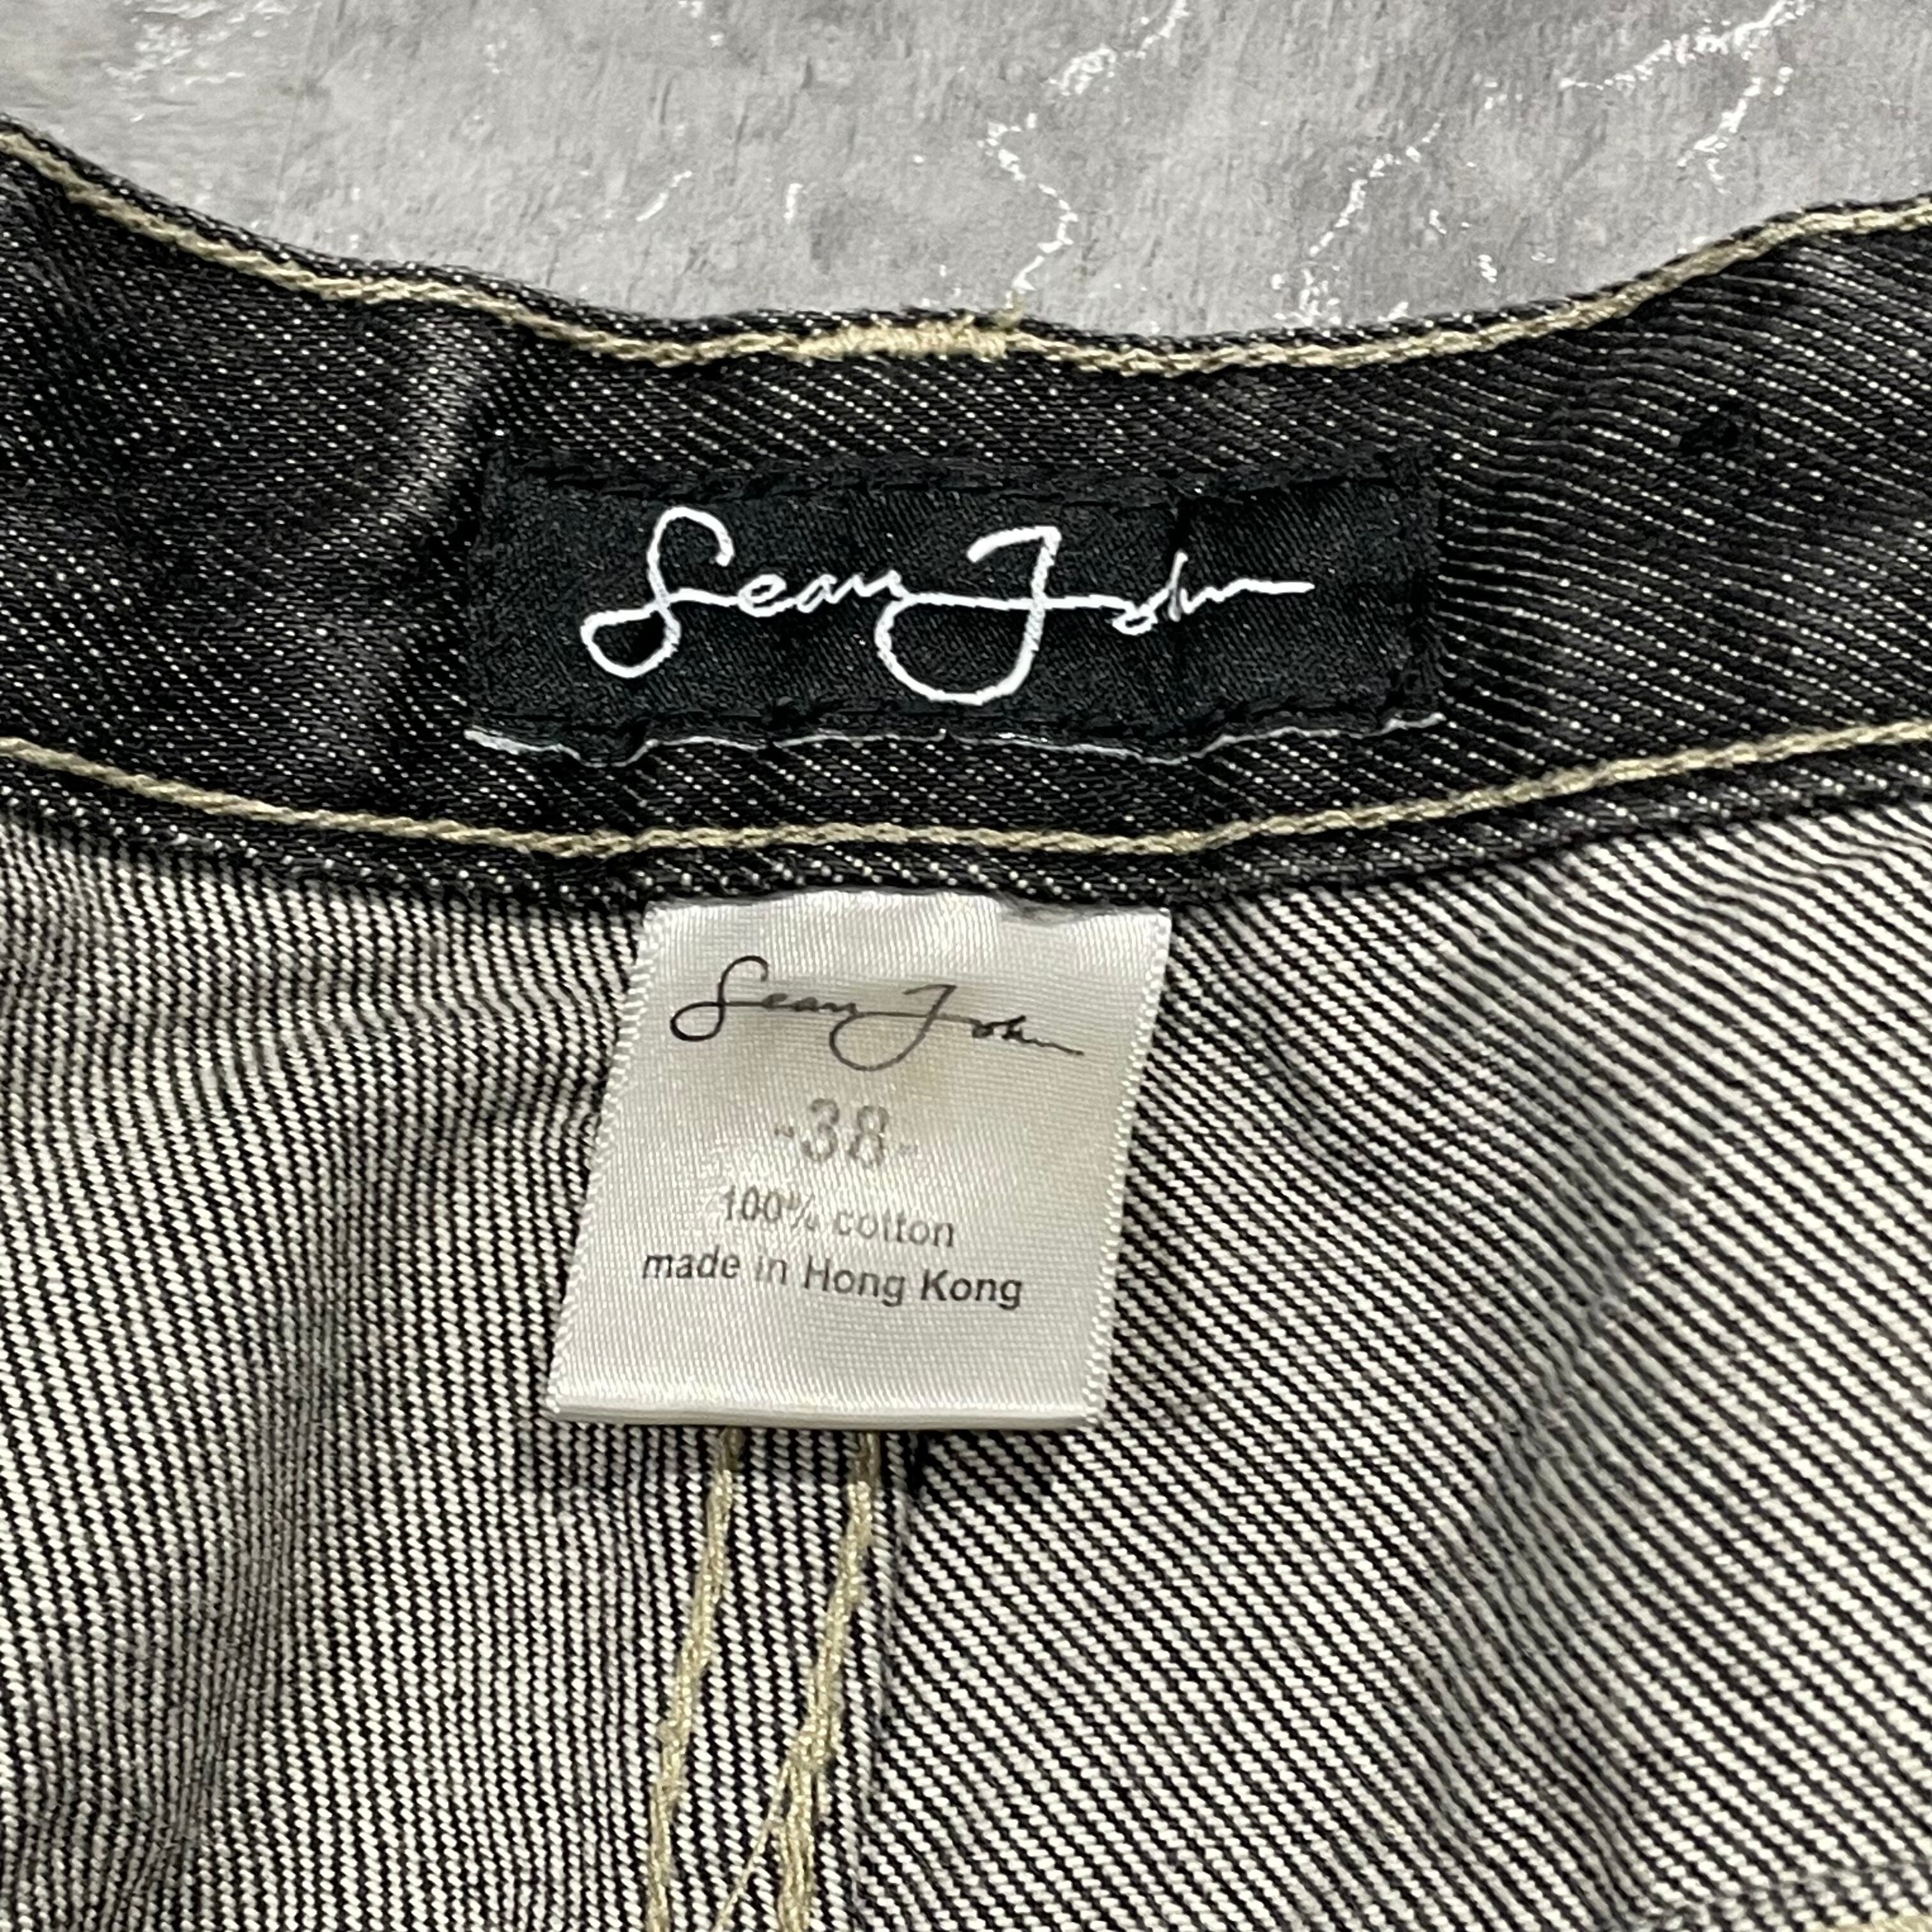 Sean John
Sean John
-38-
100% cotton
made in Hong Kong